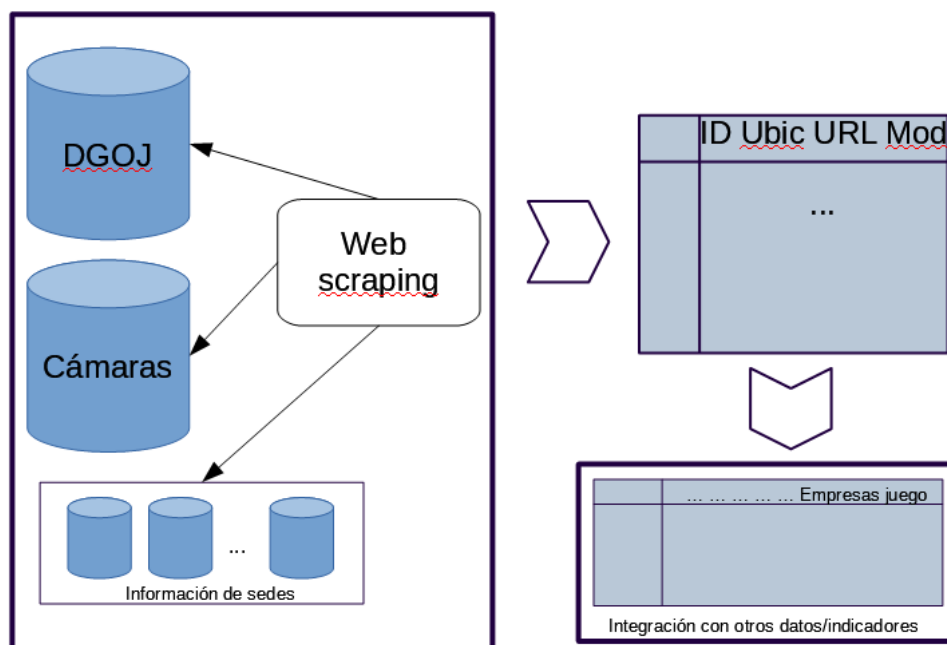 DGOJ
Web
scraping
Cámaras
...
Información de sedes
ID Ubic URL Mod
...
... ... ... ... ... Empresas juego
Integración con otros datos/indicadores